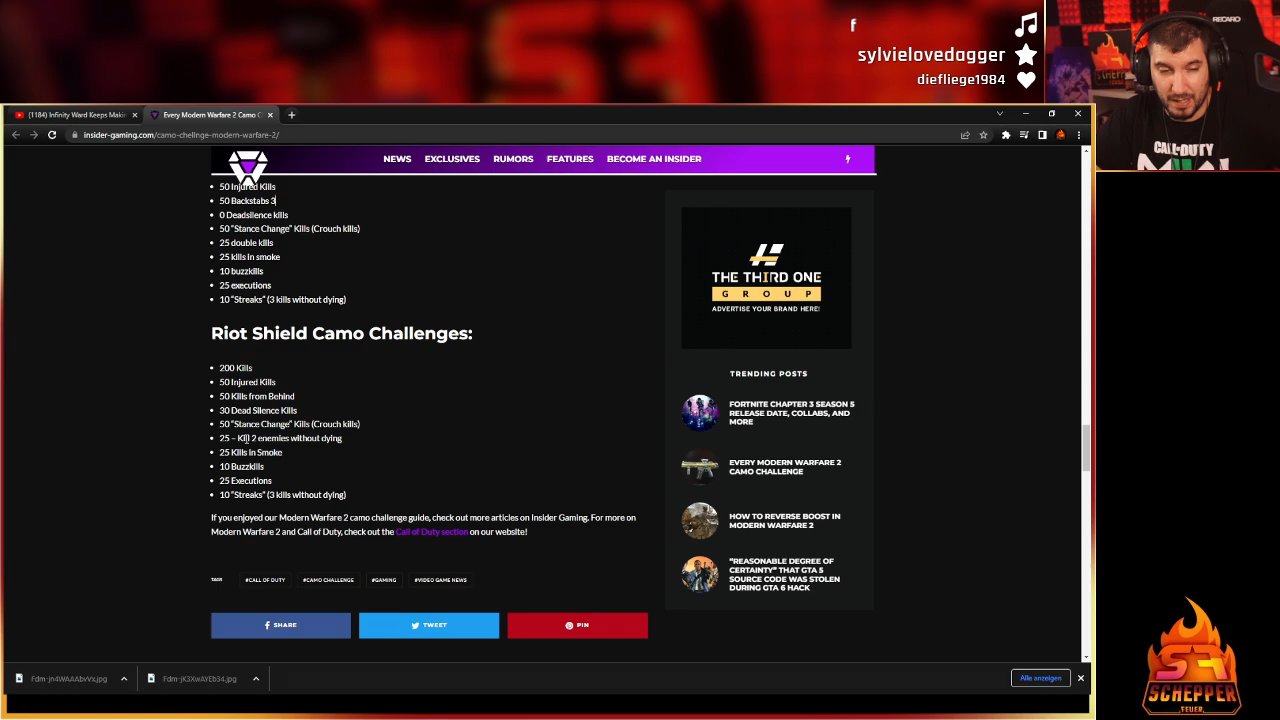 f
sylvielovedagger
diefliege1984
RECARO
CALL·DUTY
(1184) Infinity Ward Keeps Makin
Every Modern Warfare 2 Camo C
insider-gaming.com/camo-chellnge-modern-warfare-2/
NEWS EXCLUSIVES RUMORS FEATURES BECOME AN INSIDER
50 Injured Kills
50 Backstabs 3
0 Deadsilence kills
50 “Stance Change” Kills (Crouch kills)
25 double kills
25 kills in smoke
10 buzzkills
25 executions
10 “Streaks” (3 kills without dying)
Riot Shield Camo Challenges:
200 Kills
50 Injured Kills
50 Kills from Behind
30 Dead Silence Kills
50 “Stance Change” Kills (Crouch kills)
25 – Kill 2 enemies without dying
25 Kills in Smoke
10 Buzzkills
25 Executions
10 “Streaks” (3 kills without dying)
If you enjoyed our Modern Warfare 2 camo challenge guide, check out more articles on Insider Gaming. For more on
Modern Warfare 2 and Call of Duty, check out the Call of Duty section on our website!
TAGS #CALL OF DUTY #CAMO CHALLENGE #GAMING #VIDEO GAME NEWS
SHARE TWEET PIN
THE THIRD ONE
GROUP
ADVERTISE YOUR BRAND HERE!
TRENDING POSTS
FORTNITE CHAPTER 3 SEASON 5
RELEASE DATE, COLLABS, AND
MORE
EVERY MODERN WARFARE 2
CAMO CHALLENGE
HOW TO REVERSE BOOST IN
MODERN WARFARE 2
“REASONABLE DEGREE OF
CERTAINTY” THAT GTA 5
SOURCE CODE WAS STOLEN
DURING GTA 6 HACK
Fdm-jn4WAAAbvVx.jpg
Fdm-jK3XwAYEb34.jpg
Alle anzeigen
SF
SCHEPPER
FEUER